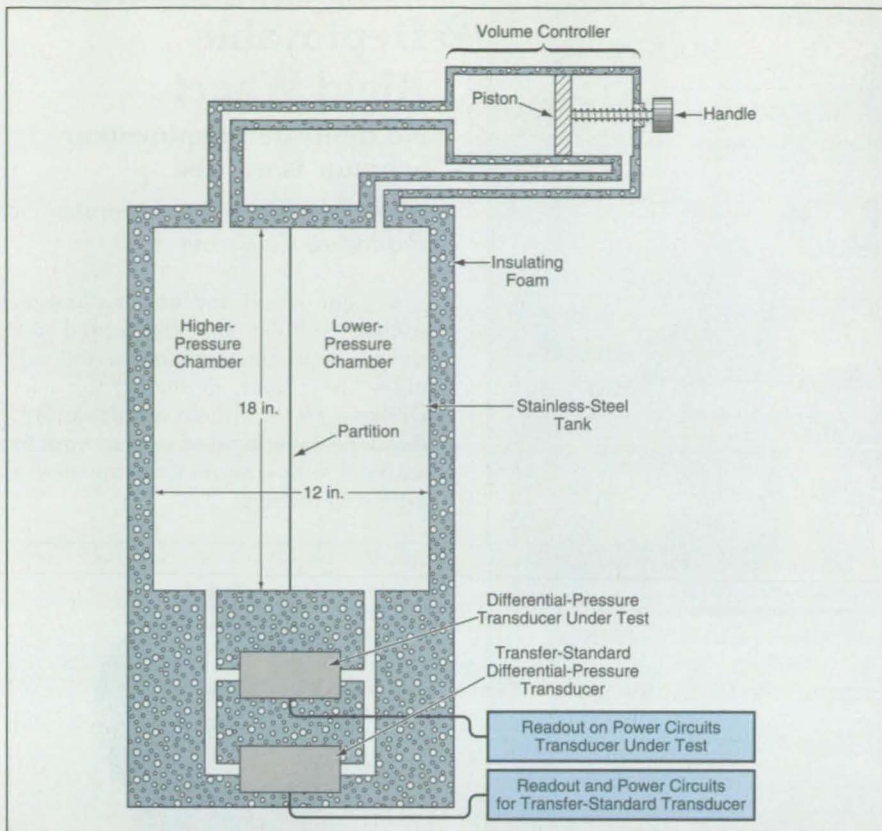 Volume Controller
Piston
Handle
Insulating
Foam
Higher-
Pressure
Chamber
Lower-
Pressure
Chamber
18 in.
Stainless-Steel
Tank
Partition
12 in.
Differential-Pressure
Transducer Under Test
Transfer-Standard
Differential-Pressure
Transducer
Readout on Power Circuits
Transducer Under Test
Readout and Power Circuits
for Transfer-Standard Transducer